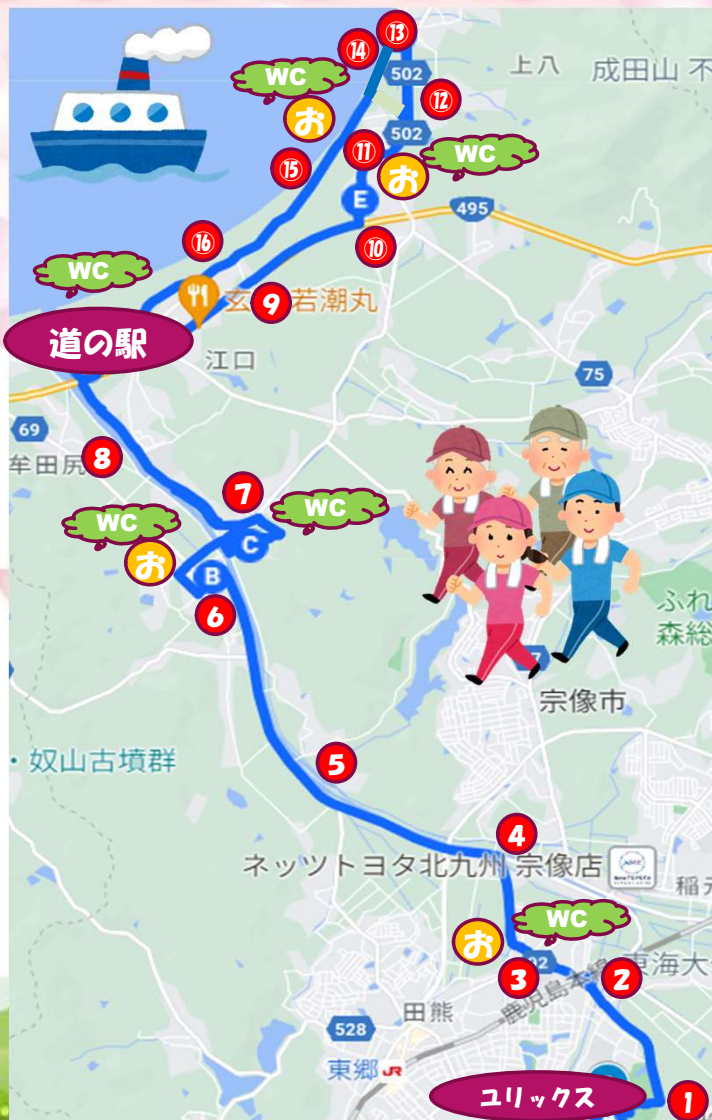 ⑬
⑭
WC
502
上八
成田山 不
お
⑫
502
⑪
お
WC
⑮
E
495
⑯
⑩
WC
玄
9
若潮丸
道の駅
江口
75
69
牟田尻
8
7
WC
WC
C
お
B
6
ふれ
森総
7
宗像市
・奴山古墳群
5
4
ネッツトヨタ北九州 宗像店
稲元
WC
お
92
東海大
3
鹿児島本線
2
田熊
528
東郷 JR
ユリックス
1